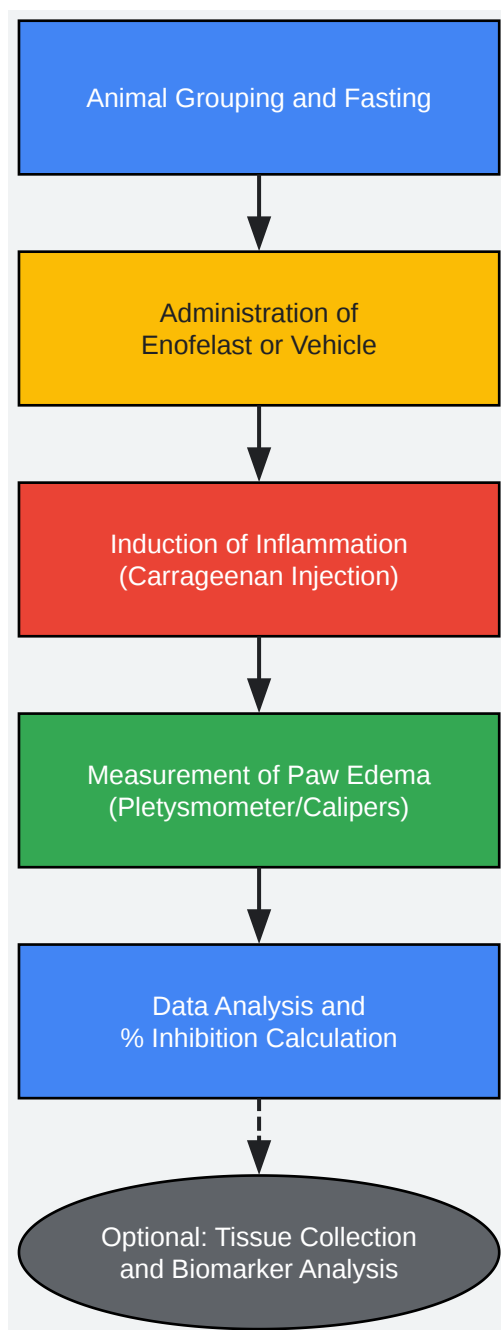 Animal Grouping and Fasting
Administration of
Enofelast or Vehicle
Induction of Inflammation
(Carrageenan Injection)
Measurement of Paw Edema
(Pletysmometer/Calipers)
Data Analysis and
% Inhibition Calculation
Optional: Tissue Collection
and Biomarker Analysis